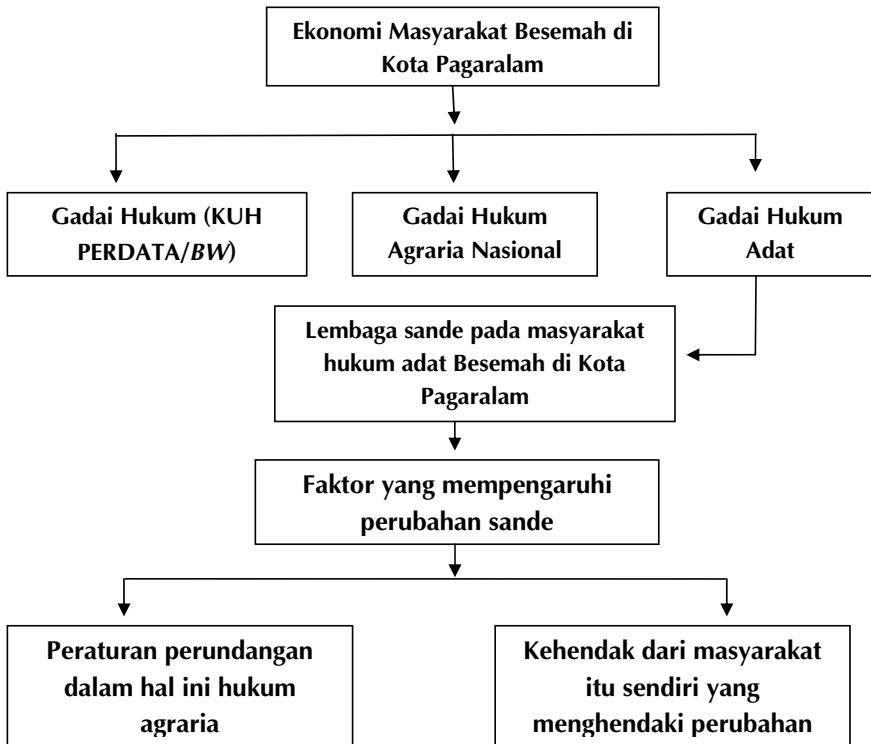 Ekonomi Masyarakat Besemah di
Kota Pagaralam
Gadai Hukum (KUH
PERDATA/BW)
Gadai Hukum
Agraria Nasional
Gadai Hukum
Adat
Lembaga sande pada masyarakat
hukum adat Besemah di Kota
Pagaralam
Faktor yang mempengaruhi
perubahan sande
Peraturan perundangan
dalam hal ini hukum
agraria
Kehendak dari masyarakat
itu sendiri yang
menghendaki perubahan